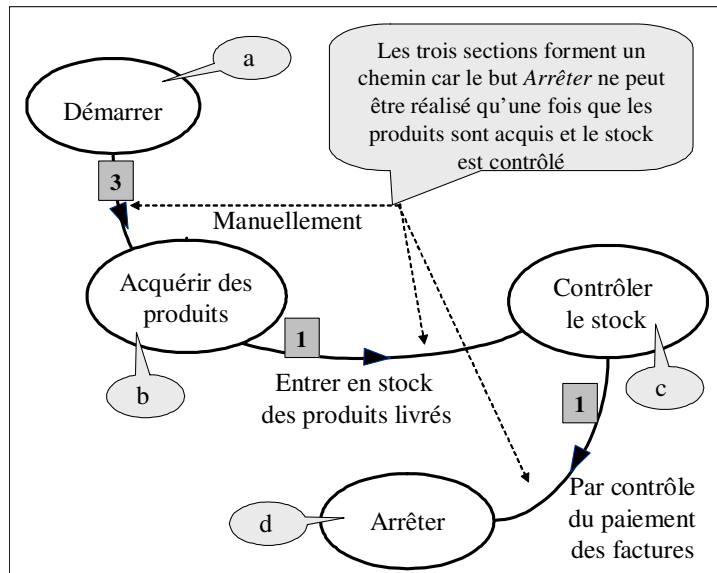 a
Démarrer
Les trois sections forment un
chemin car le but Arrêter ne peut
être réalisé qu'une fois que les
produits sont acquis et le stock
est contrôlé
3
Manuellement
Acquérir des
produits
Contrôler
le stock
1
b
Entrer en stock
des produits livrés
c
1
Par contrôle
du paiement
des factures
d
Arrêter